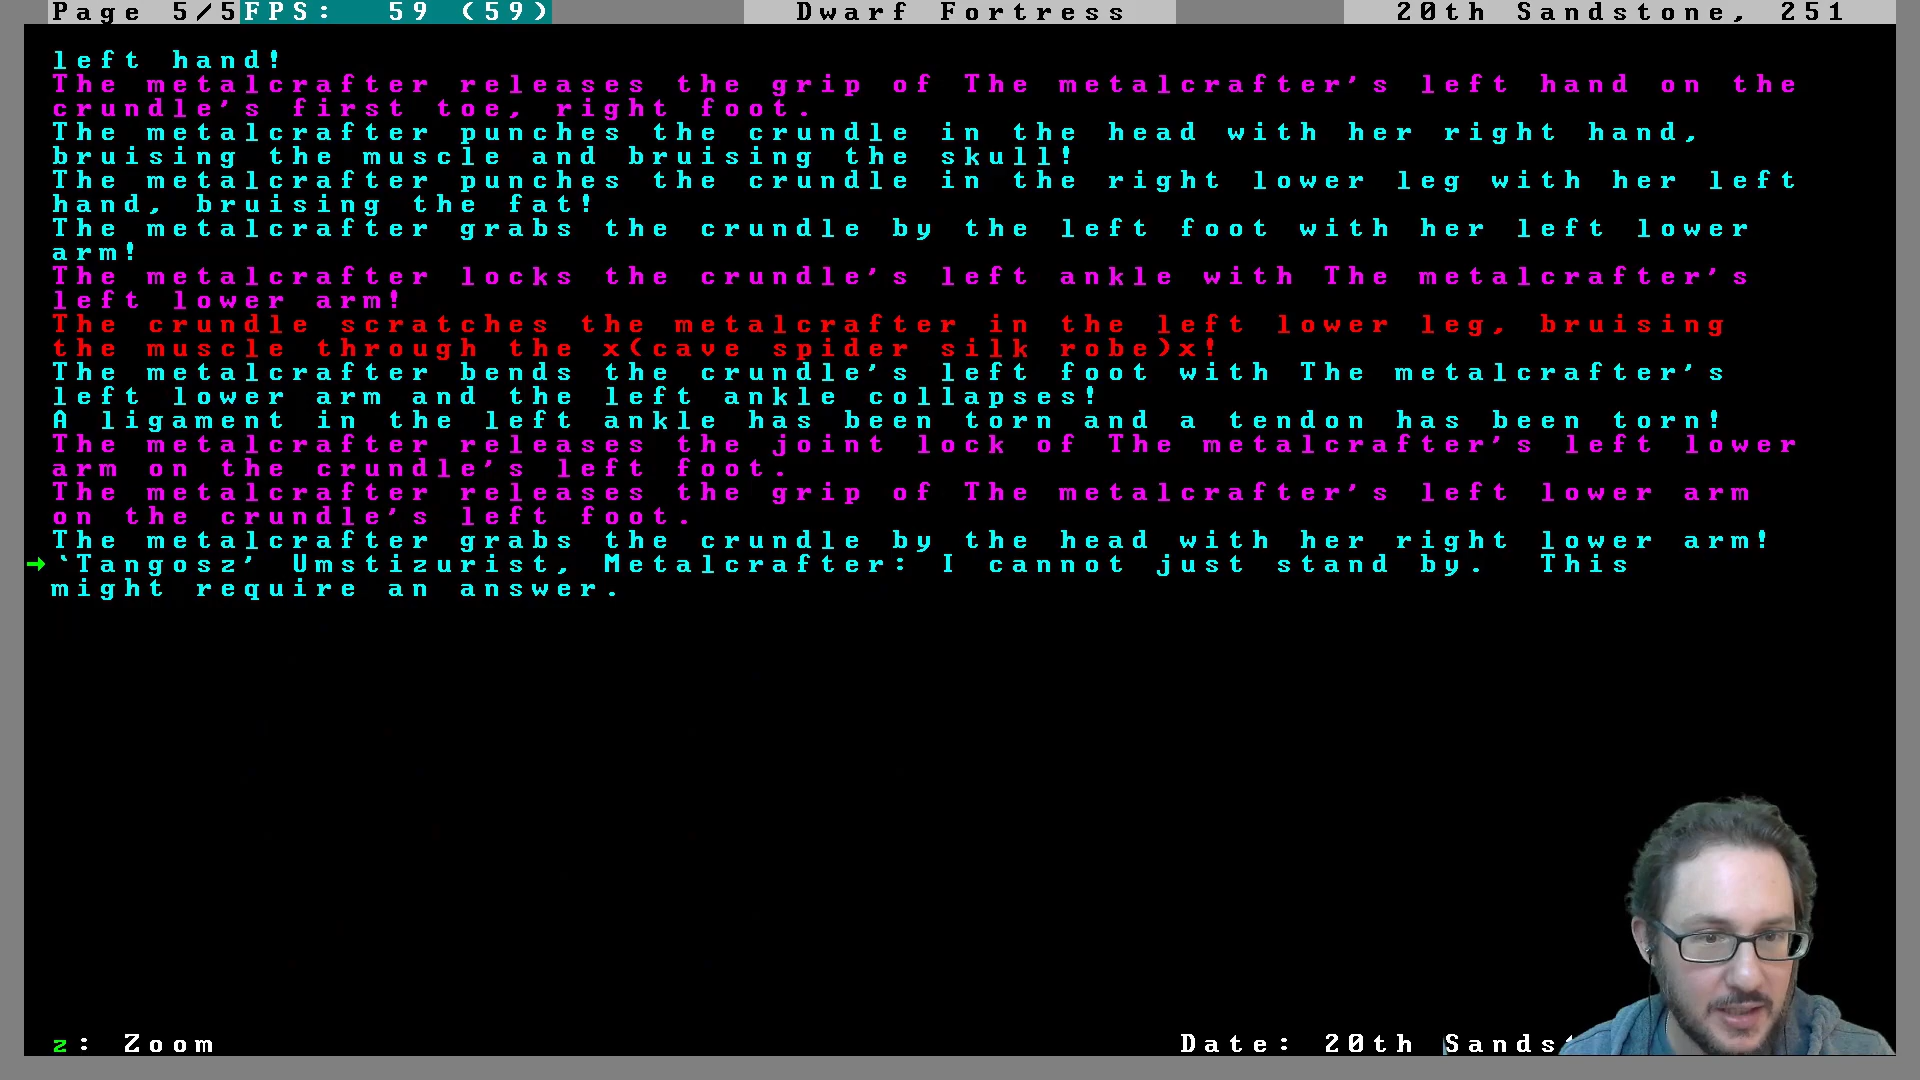 Page 5/5 FPS: 59 (59) Dwarf Fortress 20th Sandstone, 251
left hand!
The metalcrafter releases the grip of The metalcrafter's left hand on the
crundle's first toe, right foot.
The metalcrafter punches the crundle in the head with her right hand,
bruising the muscle and bruising the skull!
The metalcrafter punches the crundle in the right lower leg with her left
hand, bruising the fat!
The metalcrafter grabs the crundle by the left foot with her left lower
arm!
The metalcrafter locks the crundle's left ankle with The metalcrafter's
left lower arm!
The crundle scratches the metalcrafter in the left lower leg, bruising
the muscle through the x(cave spider silk robe)x!
The metalcrafter bends the crundle's left foot with The metalcrafter's
left lower arm and the left ankle collapses!
A ligament in the left ankle has been torn and a tendon has been torn!
The metalcrafter releases the joint lock of The metalcrafter's left lower
arm on the crundle's left foot.
The metalcrafter releases the grip of The metalcrafter's left lower arm
on the crundle's left foot.
The metalcrafter grabs the crundle by the head with her right lower arm!
→`Tangosz' Umstizurist, Metalcrafter: I cannot just stand by. This
might require an answer.
z: Zoom Date: 20th Sands